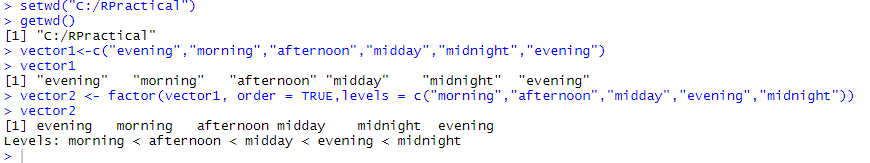 > setwd("C:/RPractical")
> getwd()
[1] "C:/RPractical"
> vector1<-c("evening","morning","afternoon","midday","midnight","evening")
> vector1
[1] "evening"   "morning"   "afternoon" "midday"    "midnight"  "evening"
> vector2 <- factor(vector1, order = TRUE,levels = c("morning","afternoon","midday","evening","midnight"))
> vector2
[1] evening   morning   afternoon midday    midnight  evening
Levels: morning < afternoon < midday < evening < midnight
>